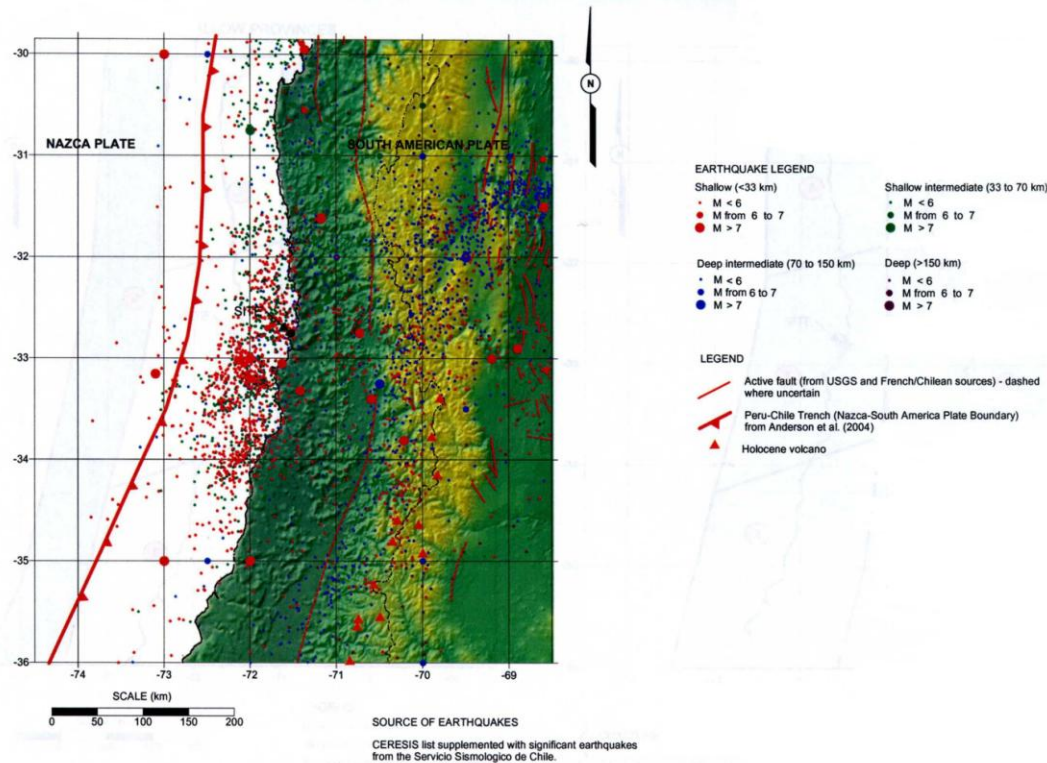 -30
-31
-32
-33
-34
-35
-36
-74
-73
-72
-71
-70
-69
NAZCA PLATE
SOUTH AMERICAN PLATE
SITE
N
SCALE (km)
0 50 100 150 200
SOURCE OF EARTHQUAKES
CERESIS list supplemented with significant earthquakes
from the Servicio Sismologico de Chile.
EARTHQUAKE LEGEND
Shallow (<33 km)
M < 6
M from 6 to 7
M > 7
Shallow intermediate (33 to 70 km)
M < 6
M from 6 to 7
M > 7
Deep intermediate (70 to 150 km)
M < 6
M from 6 to 7
M > 7
Deep (>150 km)
M < 6
M from 6 to 7
M > 7
LEGEND
Active fault (from USGS and French/Chilean sources) - dashed
where uncertain
Peru-Chile Trench (Nazca-South America Plate Boundary)
from Anderson et al. (2004)
Holocene volcano